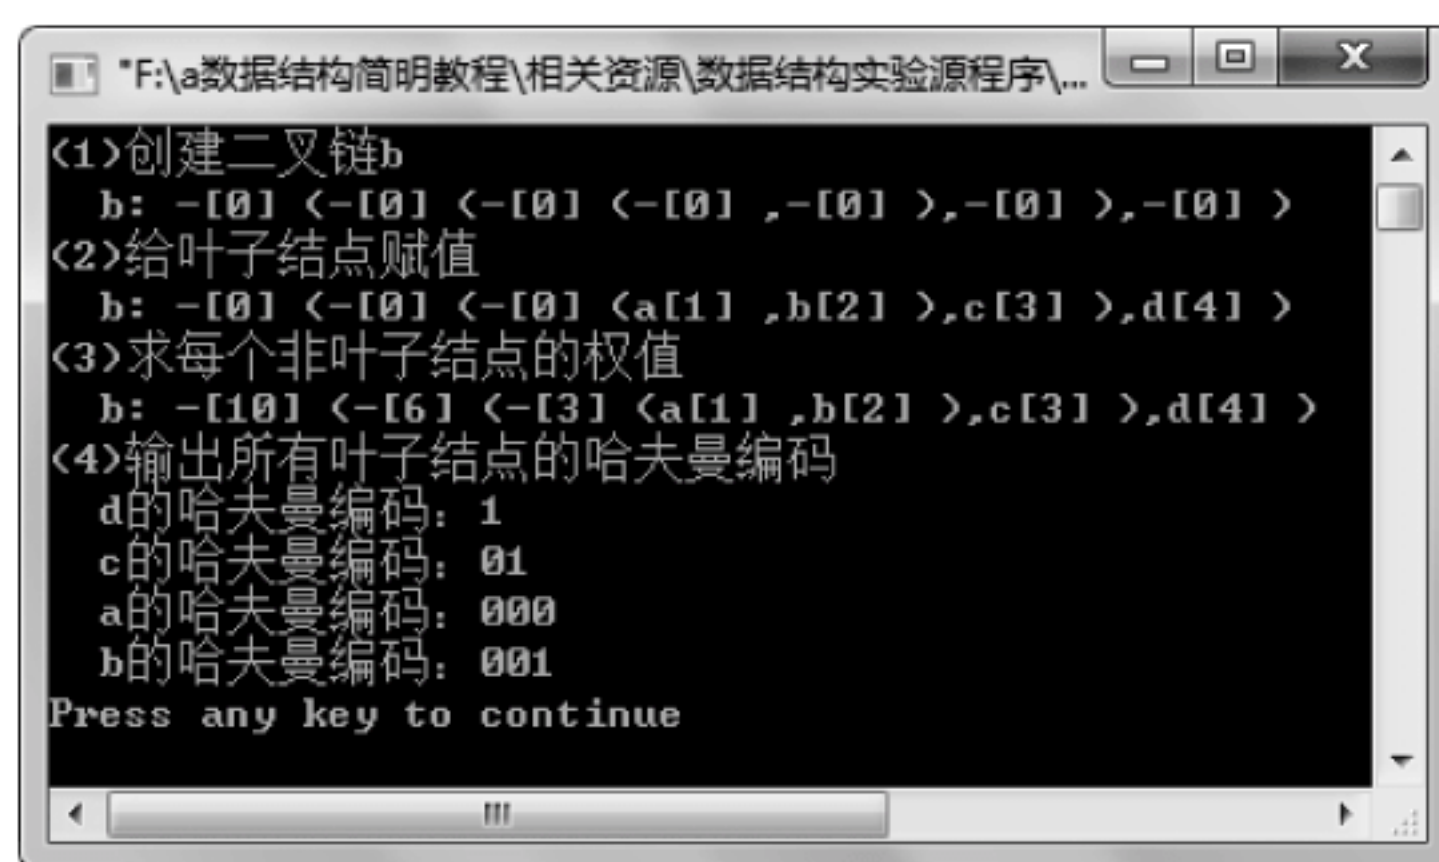 "F:\a数据结构简明教程\相关资源\数据结构实验源程序\...
(1)创建二叉链b
b: -[0] (-[0] (-[0] (-[0] ,-[0] ),-[0] ),-[0] )
(2)给叶子结点赋值
b: -[0] (-[0] (-[0] (a[1] ,b[2] ),c[3] ),d[4] )
(3)求每个非叶子结点的权值
b: -[10] (-[6] (-[3] (a[1] ,b[2] ),c[3] ),d[4] )
(4)输出所有叶子结点的哈夫曼编码
d的哈夫曼编码: 1
c的哈夫曼编码: 01
a的哈夫曼编码: 000
b的哈夫曼编码: 001
Press any key to continue